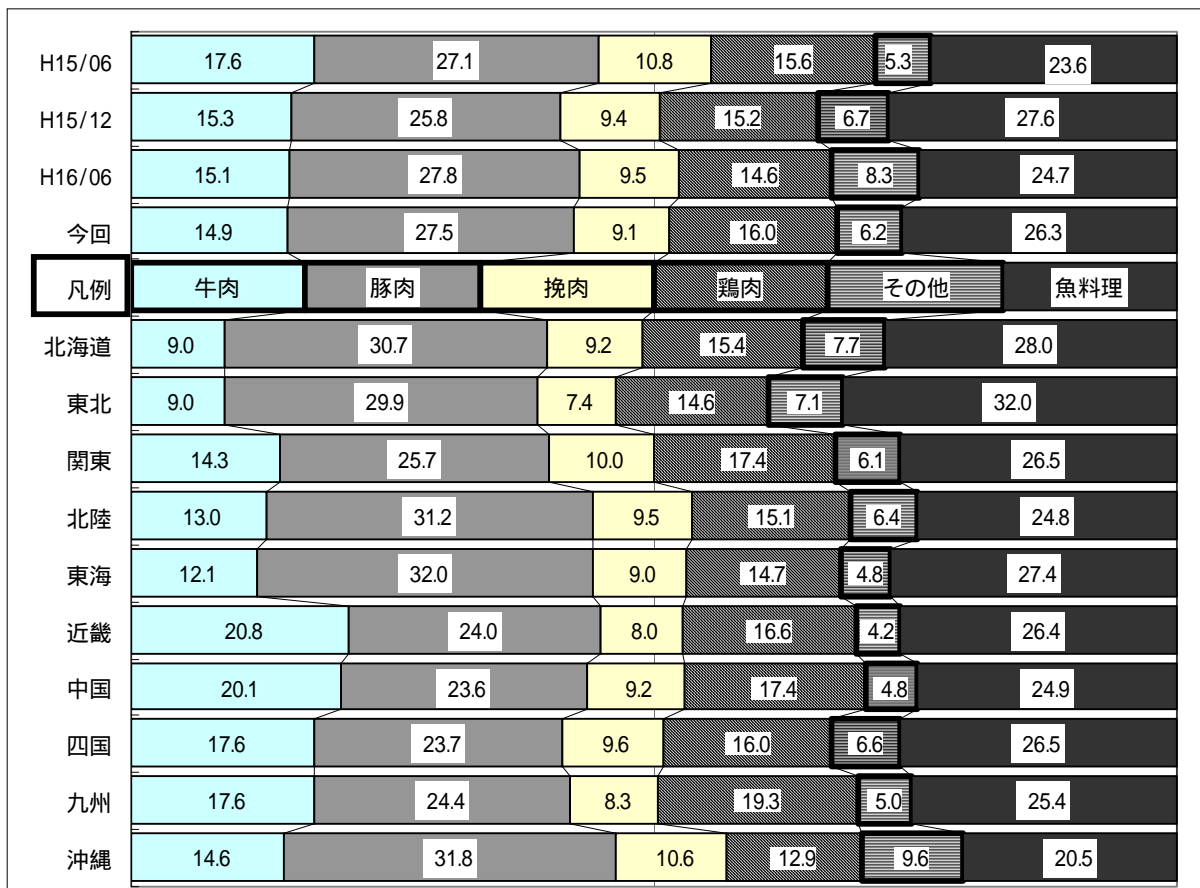 H15/06 17.6 27.1 10.8 15.6 5.3 23.6
H15/12 15.3 25.8 9.4 15.2 6.7 27.6
H16/06 15.1 27.8 9.5 14.6 8.3 24.7
今回 14.9 27.5 9.1 16.0 6.2 26.3
凡例 牛肉 豚肉 挽肉 鶏肉 その他 魚料理
北海道 9.0 30.7 9.2 15.4 7.7 28.0
東北 9.0 29.9 7.4 14.6 7.1 32.0
関東 14.3 25.7 10.0 17.4 6.1 26.5
北陸 13.0 31.2 9.5 15.1 6.4 24.8
東海 12.1 32.0 9.0 14.7 4.8 27.4
近畿 20.8 24.0 8.0 16.6 4.2 26.4
中国 20.1 23.6 9.2 17.4 4.8 24.9
四国 17.6 23.7 9.6 16.0 6.6 26.5
九州 17.6 24.4 8.3 19.3 5.0 25.4
沖縄 14.6 31.8 10.6 12.9 9.6 20.5